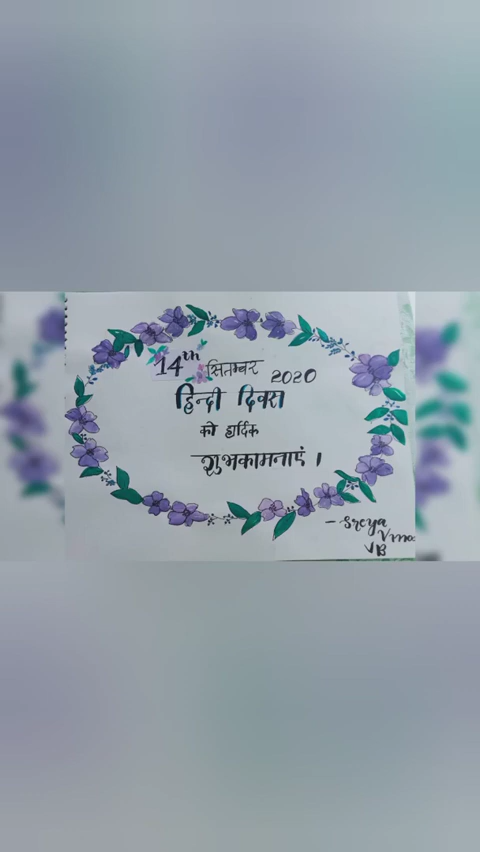 14th सितम्बर 2020
हिन्दी दिवस
की हार्दिक
शुभकामनाएं ।
- Sreya
VB